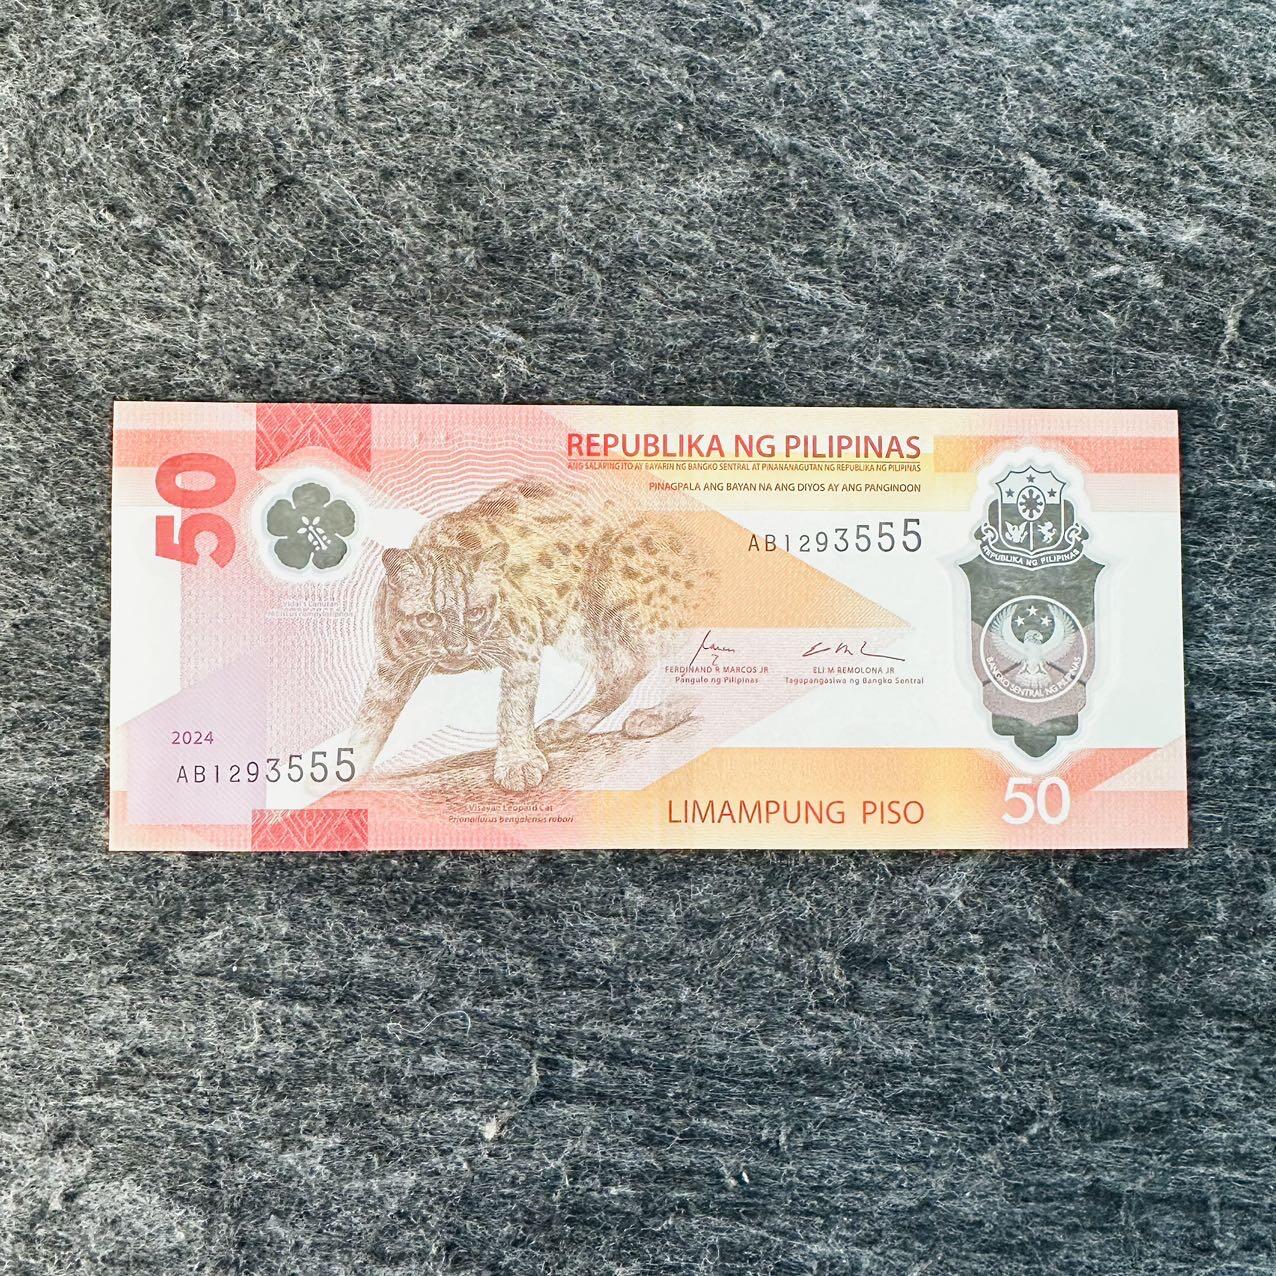 REPUBLIKA NG PILIPINAS
ANG SALAPING ITO AY BAYARIN NG BANGKO SENTRAL AT PINANANAGUTAN NG REPUBLIKA NG PILIPINAS
PINAGPALA ANG BAYAN NA ANG DIYOS AY ANG PANGINOON
50
AB1293555
REPUBLIKA NG PILIPINAS
Vidal's Lanutan
BANGKO SENTRAL NG PILIPINAS
FERDINAND R MARCOS JR
Pangulo ng Pilipinas
ELI M REMOLONA JR
Tagapangasiwa ng Bangko Sentral
2024
AB1293555
Visayan Leopard Cat
Prionailurus bengalensis rabori
LIMAMPUNG PISO
50